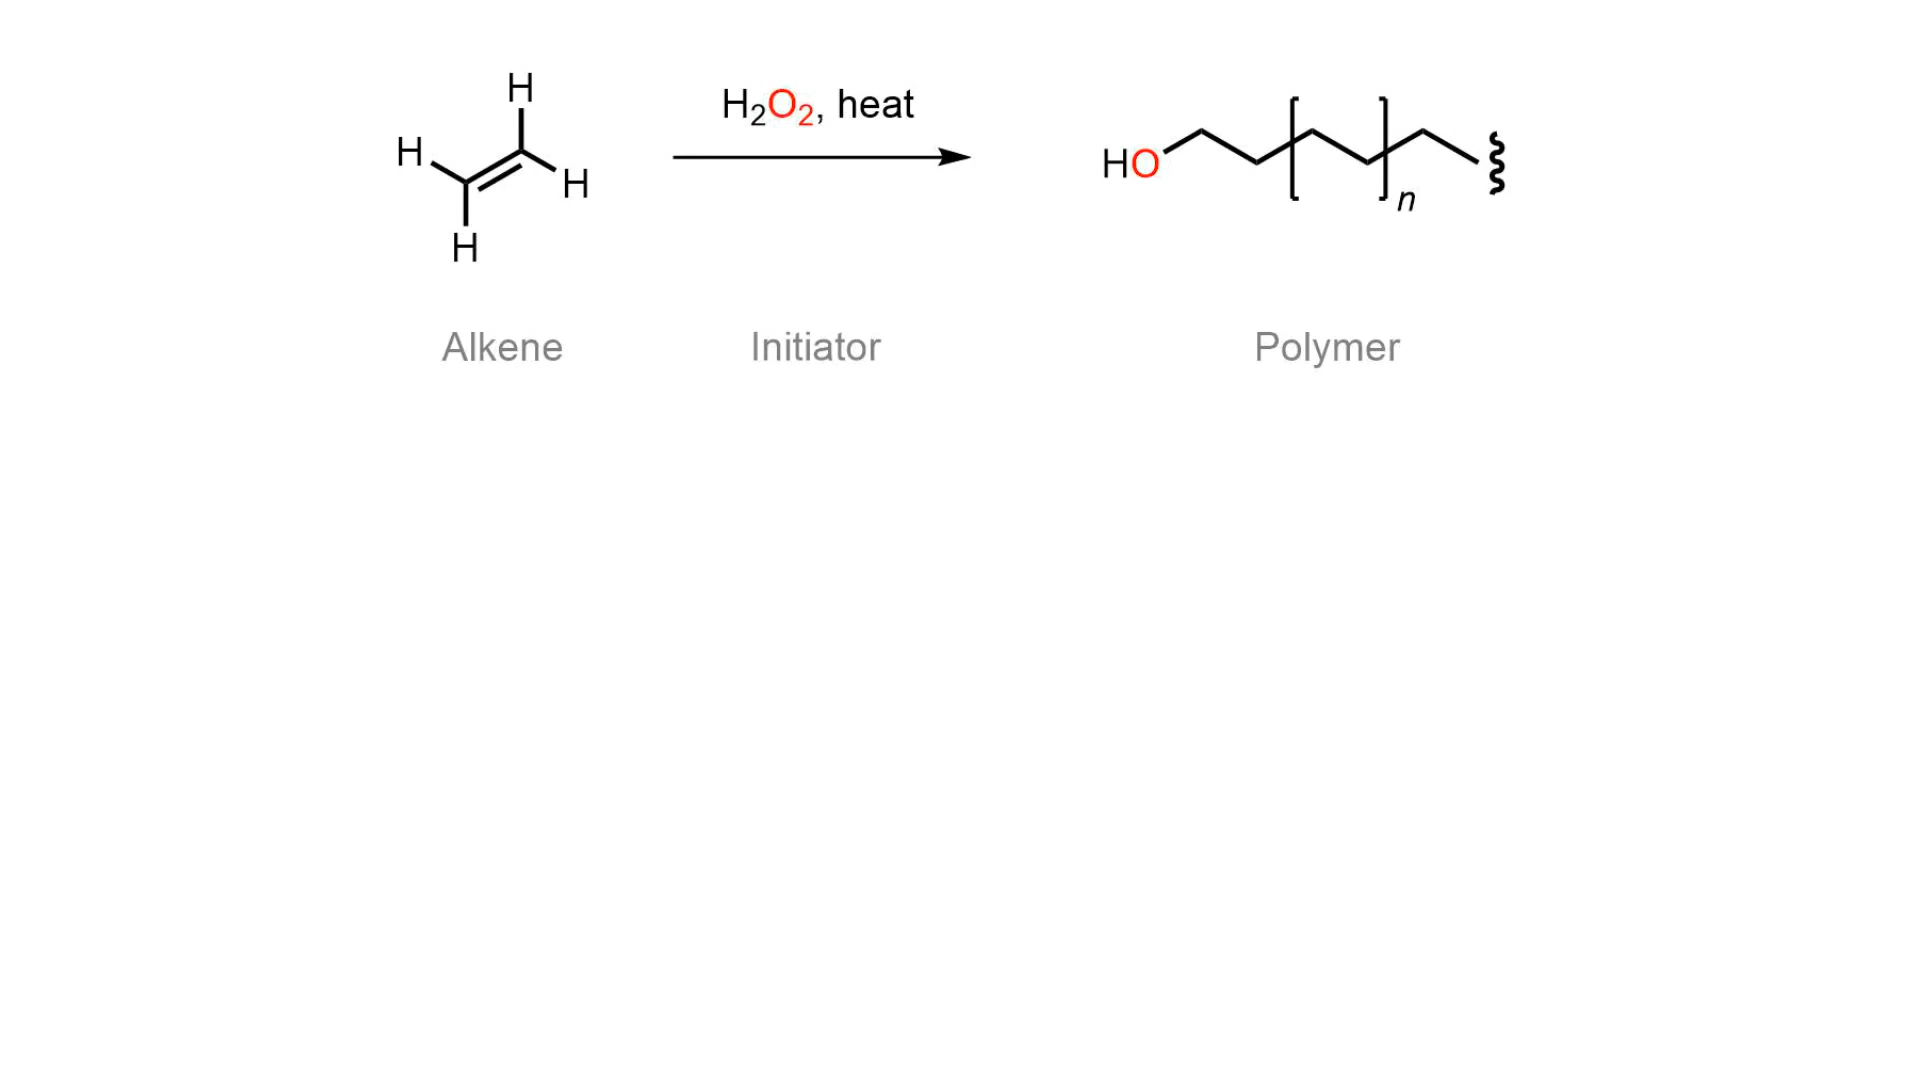 H
H
H
H
H₂O₂, heat
HO
n
Alkene
Initiator
Polymer